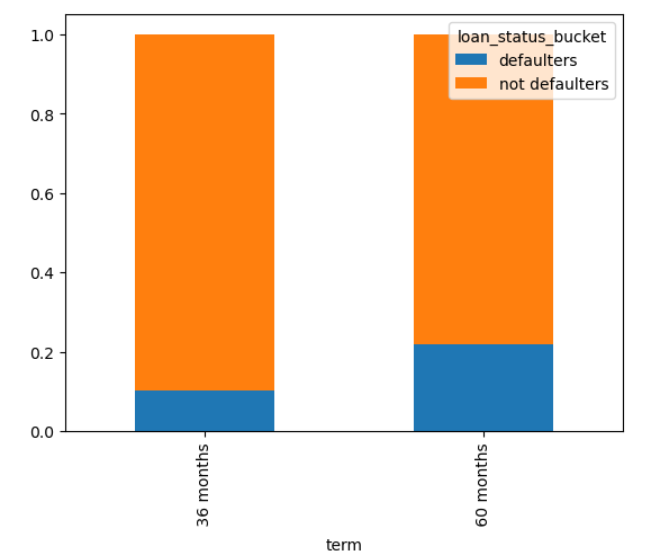 loan_status_bucket
defaulters
not defaulters
1.0
0.8
0.6
0.4
0.2
0.0
36 months
60 months
term